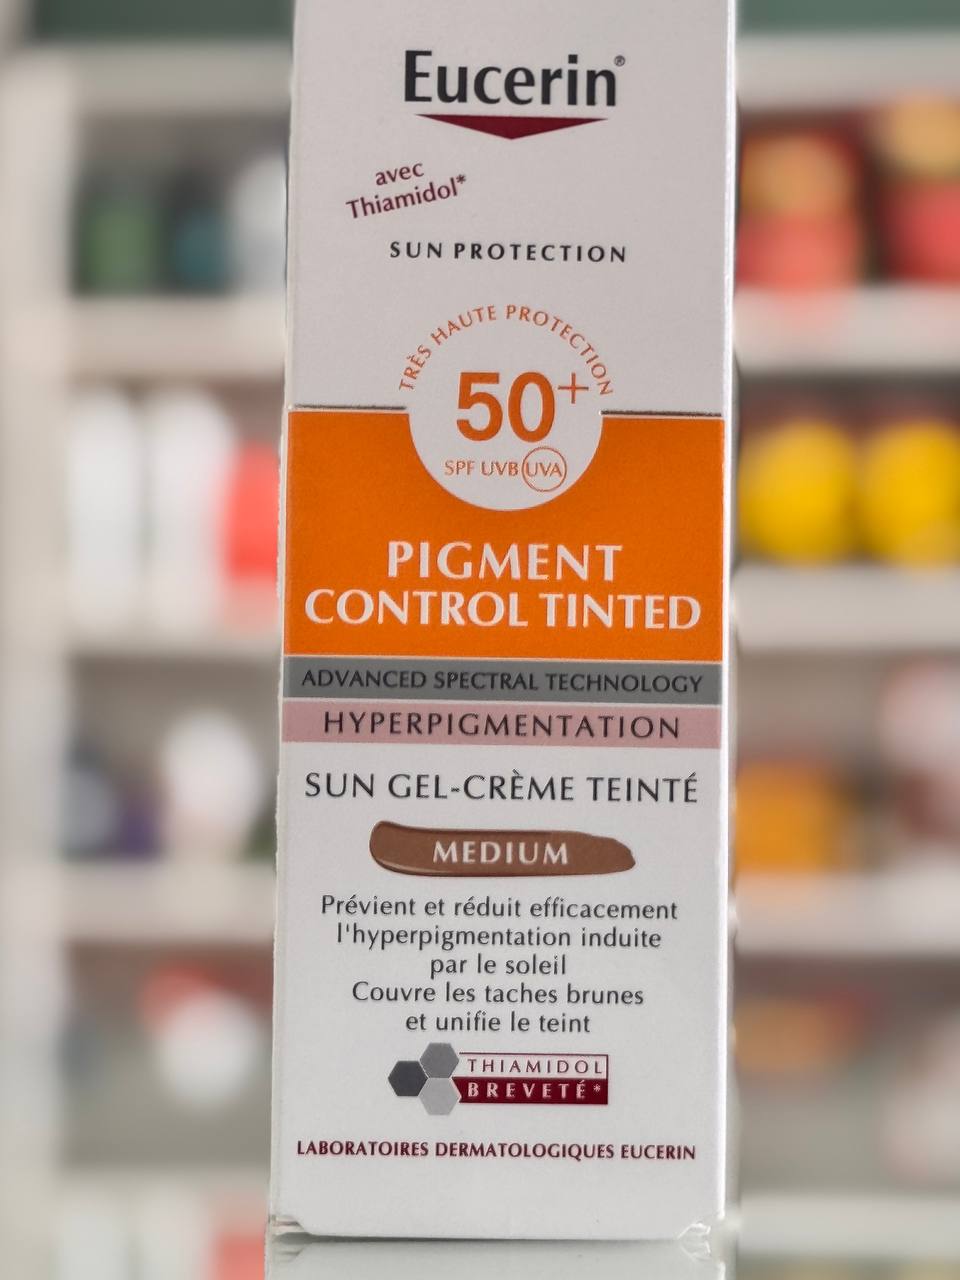 Eucerin®
avec
Thiamidol*
SUN PROTECTION
TRÈS HAUTE PROTECTION
50+
SPF UVB UVA
PIGMENT
CONTROL TINTED
ADVANCED SPECTRAL TECHNOLOGY
HYPERPIGMENTATION
SUN GEL-CRÈME TEINTÉ
MEDIUM
Prévient et réduit efficacement
l'hyperpigmentation induite
par le soleil
Couvre les taches brunes
et unifie le teint
THIAMIDOL
BREVETÉ*
LABORATOIRES DERMATOLOGIQUES EUCERIN